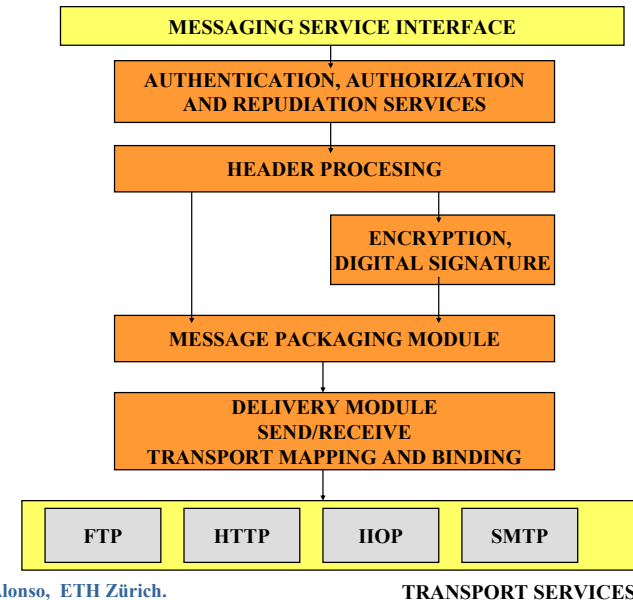 MESSAGING SERVICE INTERFACE
AUTHENTICATION, AUTHORIZATION
AND REPUDIATION SERVICES
HEADER PROCESING
ENCRYPTION,
DIGITAL SIGNATURE
MESSAGE PACKAGING MODULE
DELIVERY MODULE
SEND/RECEIVE
TRANSPORT MAPPING AND BINDING
FTP HTTP IIOP SMTP
Alonso, ETH Zürich. TRANSPORT SERVICES